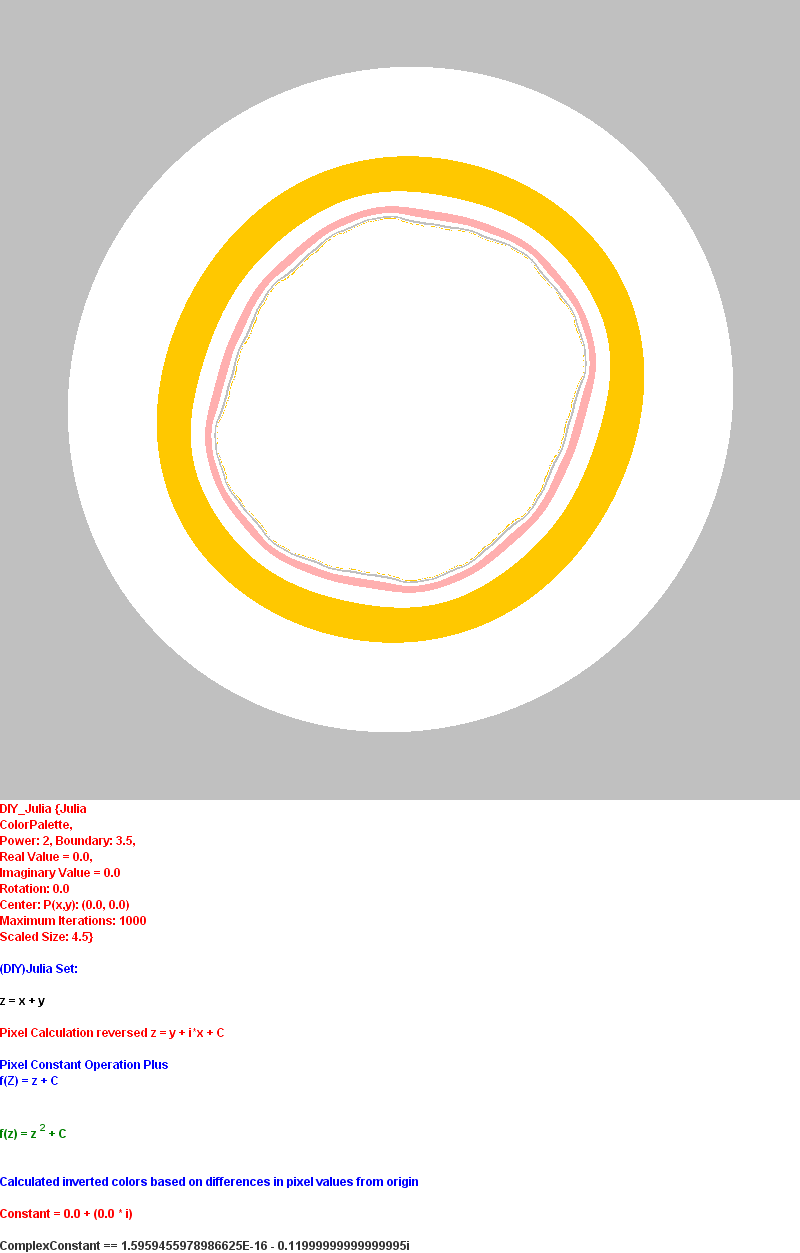 DIY_Julia {Julia
ColorPalette,
Power: 2, Boundary: 3.5,
Real Value = 0.0,
Imaginary Value = 0.0
Rotation: 0.0
Center: P(x,y): (0.0, 0.0)
Maximum Iterations: 1000
Scaled Size: 4.5}
(DIY)Julia Set:
z = x + y
Pixel Calculation reversed z = y + i*x + C
Pixel Constant Operation Plus
f(Z) = z + C
f(z) = z 2 + C
Calculated inverted colors based on differences in pixel values from origin
Constant = 0.0 + (0.0 * i)
ComplexConstant == 1.5959455978986625E-16 - 0.11999999999999995i